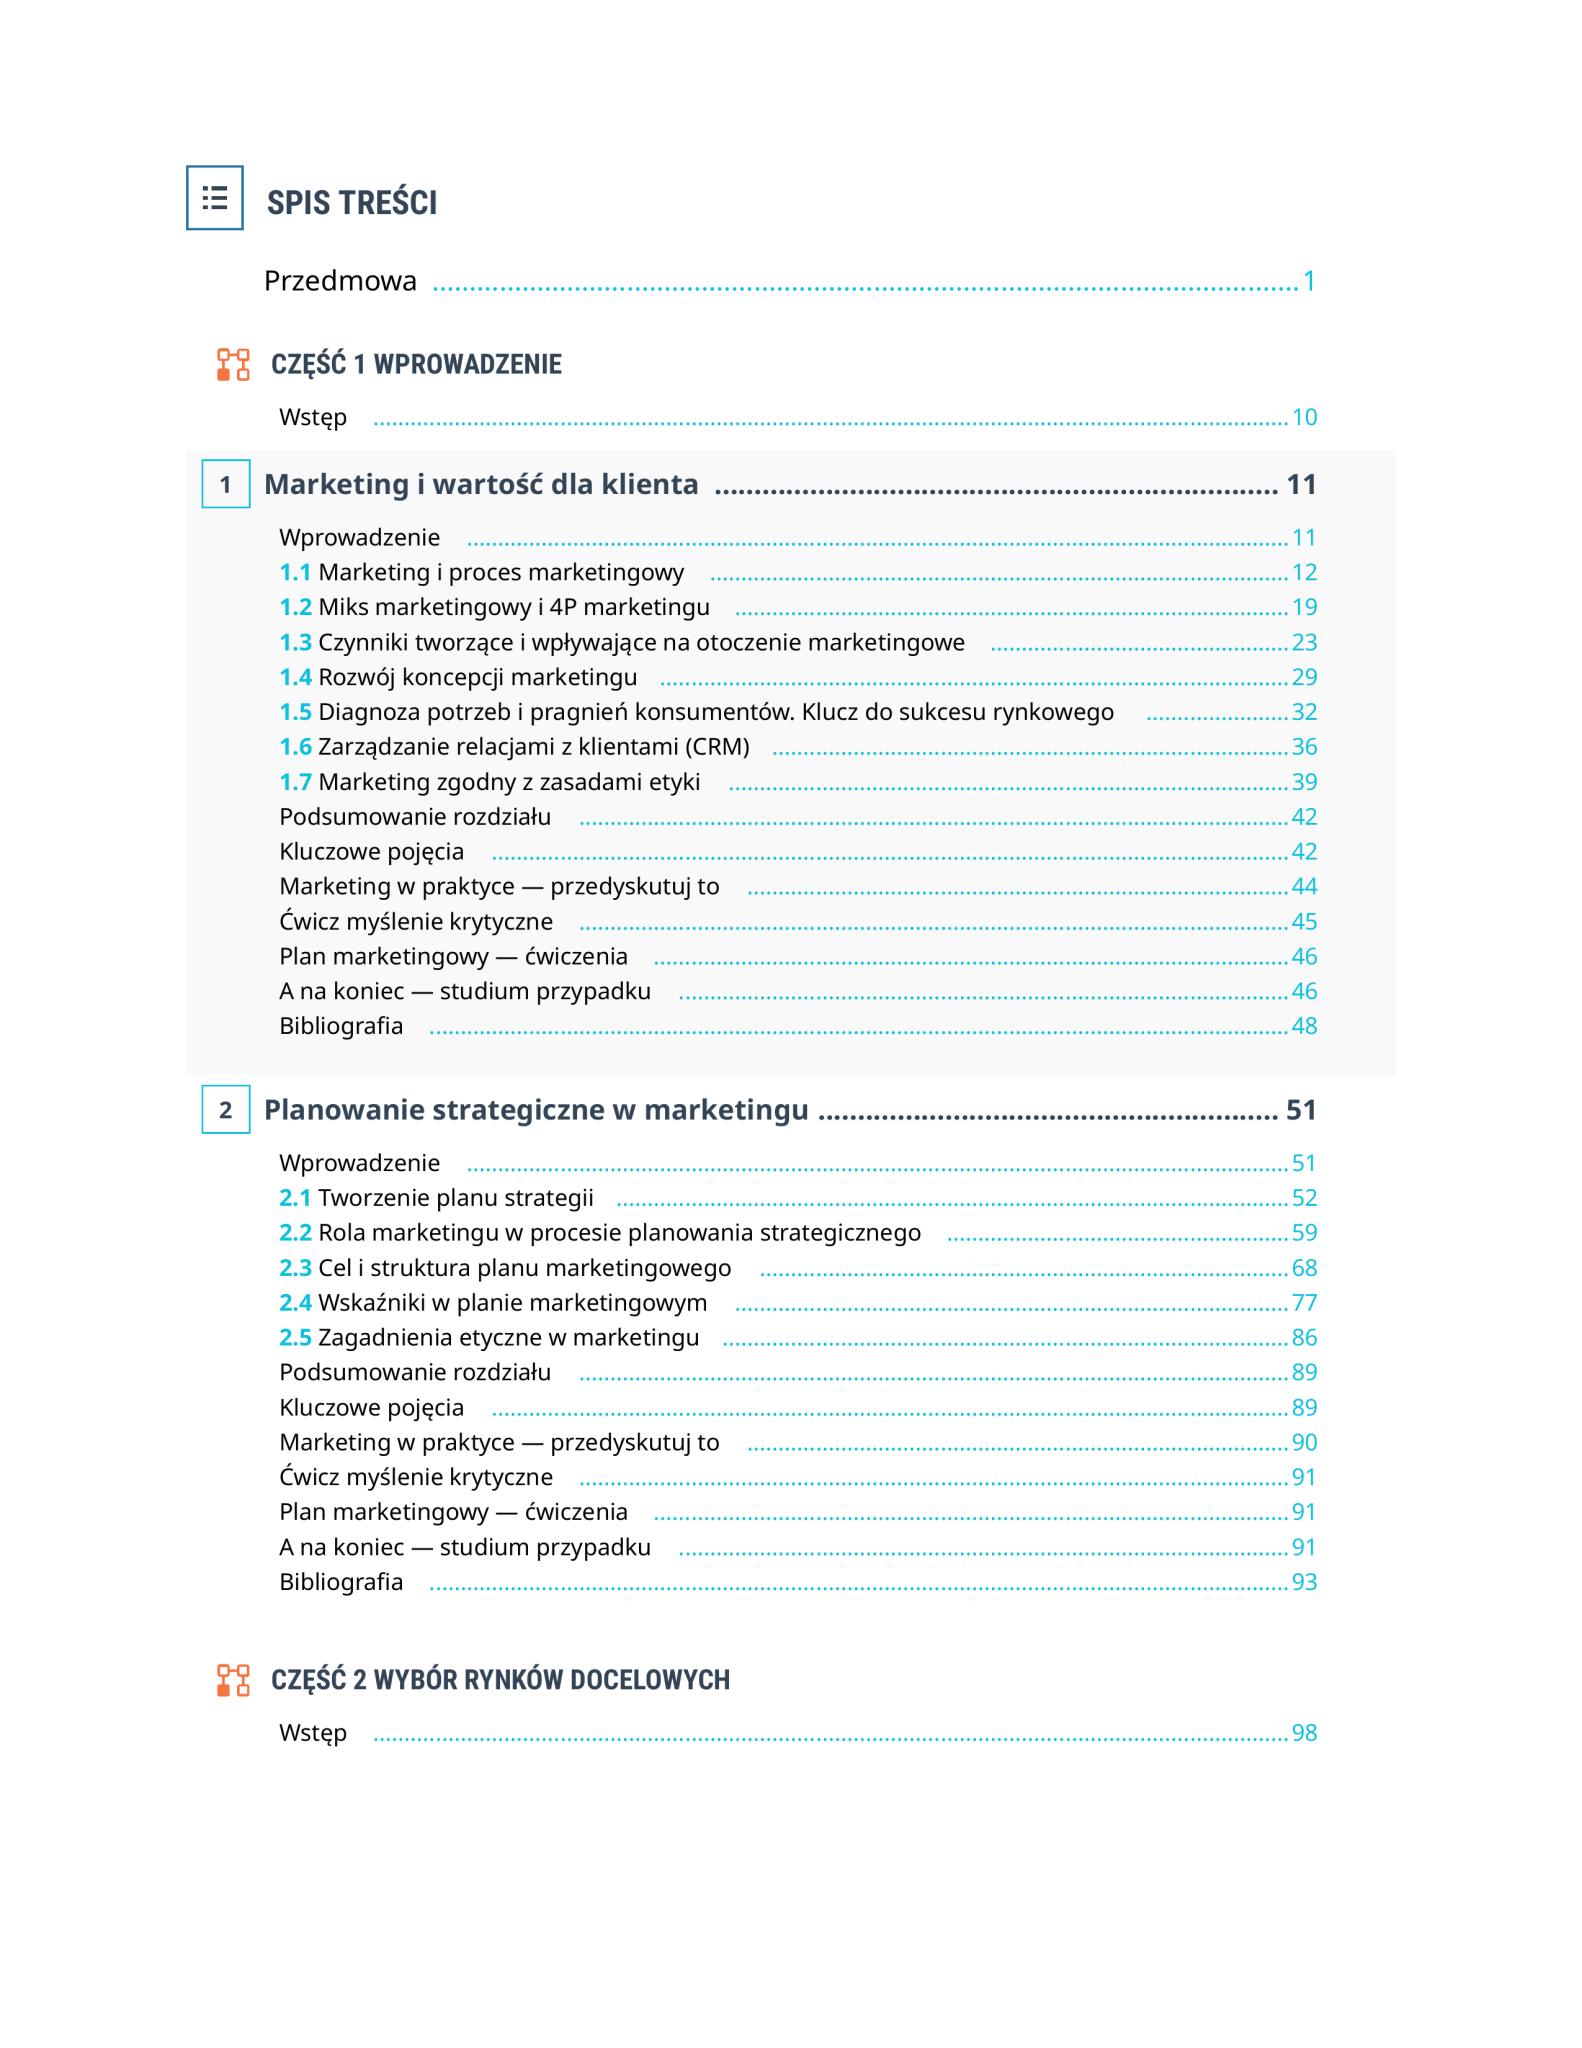 SPIS TREŚCI
Przedmowa ........ 1
CZĘŚĆ 1 WPROWADZENIE
Wstęp ........ 10
1 Marketing i wartość dla klienta ........ 11
Wprowadzenie ........ 11
1.1 Marketing i proces marketingowy ........ 12
1.2 Miks marketingowy i 4P marketingu ........ 19
1.3 Czynniki tworzące i wpływające na otoczenie marketingowe ........ 23
1.4 Rozwój koncepcji marketingu ........ 29
1.5 Diagnoza potrzeb i pragnień konsumentów. Klucz do sukcesu rynkowego ........ 32
1.6 Zarządzanie relacjami z klientami (CRM) ........ 36
1.7 Marketing zgodny z zasadami etyki ........ 39
Podsumowanie rozdziału ........ 42
Kluczowe pojęcia ........ 42
Marketing w praktyce — przedyskutuj to ........ 44
Ćwicz myślenie krytyczne ........ 45
Plan marketingowy — ćwiczenia ........ 46
A na koniec — studium przypadku ........ 46
Bibliografia ........ 48
2 Planowanie strategiczne w marketingu ........ 51
Wprowadzenie ........ 51
2.1 Tworzenie planu strategii ........ 52
2.2 Rola marketingu w procesie planowania strategicznego ........ 59
2.3 Cel i struktura planu marketingowego ........ 68
2.4 Wskaźniki w planie marketingowym ........ 77
2.5 Zagadnienia etyczne w marketingu ........ 86
Podsumowanie rozdziału ........ 89
Kluczowe pojęcia ........ 89
Marketing w praktyce — przedyskutuj to ........ 90
Ćwicz myślenie krytyczne ........ 91
Plan marketingowy — ćwiczenia ........ 91
A na koniec — studium przypadku ........ 91
Bibliografia ........ 93
CZĘŚĆ 2 WYBÓR RYNKÓW DOCELOWYCH
Wstęp ........ 98